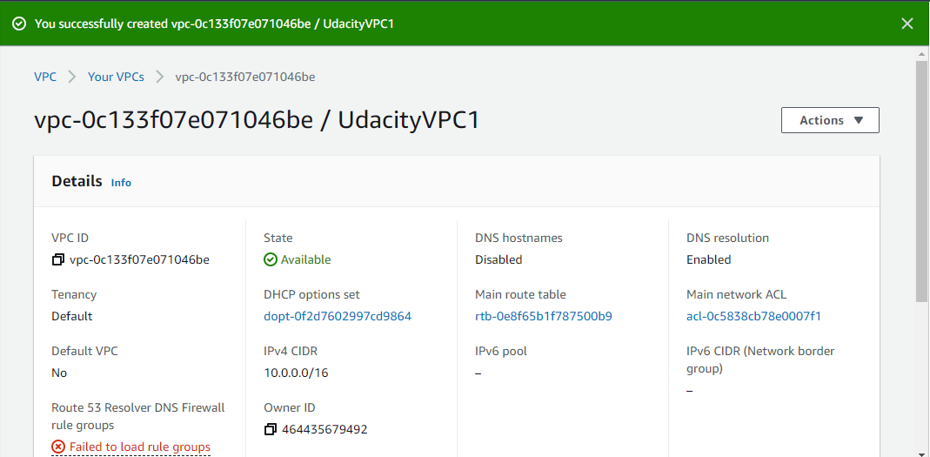 You successfully created vpc-0c133f07e071046be / UdacityVPC1
VPC > Your VPCs > vpc-0c133f07e071046be
vpc-0c133f07e071046be / UdacityVPC1
Actions
Details Info
VPC ID
vpc-0c133f07e071046be
State
Available
DNS hostnames
Disabled
DNS resolution
Enabled
Tenancy
Default
DHCP options set
dopt-0f2d7602997cd9864
Main route table
rtb-0e8f65b1f787500b9
Main network ACL
acl-0c5838cb78e0007f1
Default VPC
No
IPv4 CIDR
10.0.0.0/16
IPv6 pool
–
IPv6 CIDR (Network border
group)
–
Route 53 Resolver DNS Firewall
rule groups
Failed to load rule groups
Owner ID
464435679492